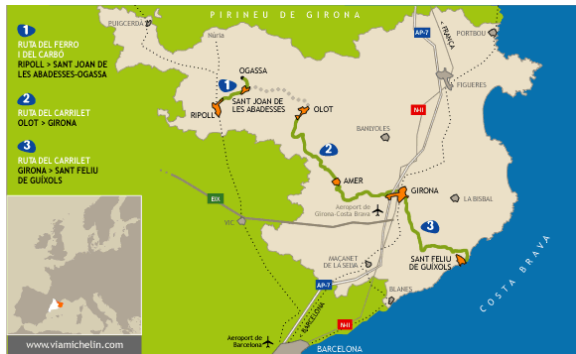 PIRINEU DE GIRONA
1
RUTA DEL FERRO
I DEL CARBÓ
RIPOLL > SANT JOAN DE
LES ABADESSES-OGASSA
2
RUTA DEL CARRILET
OLOT > GIRONA
3
RUTA DEL CARRILET
GIRONA > SANT FELIU
DE GUÍXOLS
PUIGCERDÀ
Núria
OGASSA
1
SANT JOAN DE
LES ABADESSES
RIPOLL
OLOT
2
AMER
BANYOLES
GIRONA
Aeroport de
Girona-Costa Brava
3
SANT FELIU
DE GUÍXOLS
LA BISBAL
FIGUERES
PORTBOU
FRANÇA
AP-7
N-II
EIX
VIC
MAÇANET
DE LA SELVA
BLANES
AP-7
BARCELONA
N-II
Aeroport de
Barcelona
BARCELONA
COSTA BRAVA
www.viamichelin.com